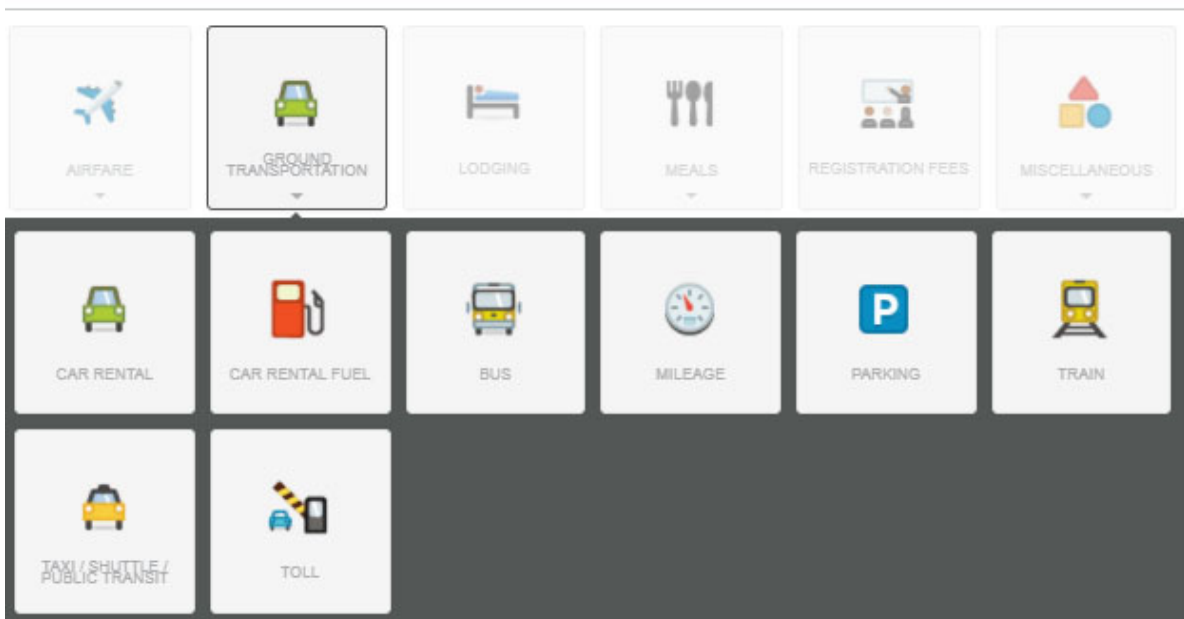 AIRFARE
GROUND
TRANSPORTATION
LODGING
MEALS
REGISTRATION FEES
MISCELLANEOUS
CAR RENTAL
CAR RENTAL FUEL
BUS
MILEAGE
P
PARKING
TRAIN
TAXI / SHUTTLE /
PUBLIC TRANSIT
TOLL